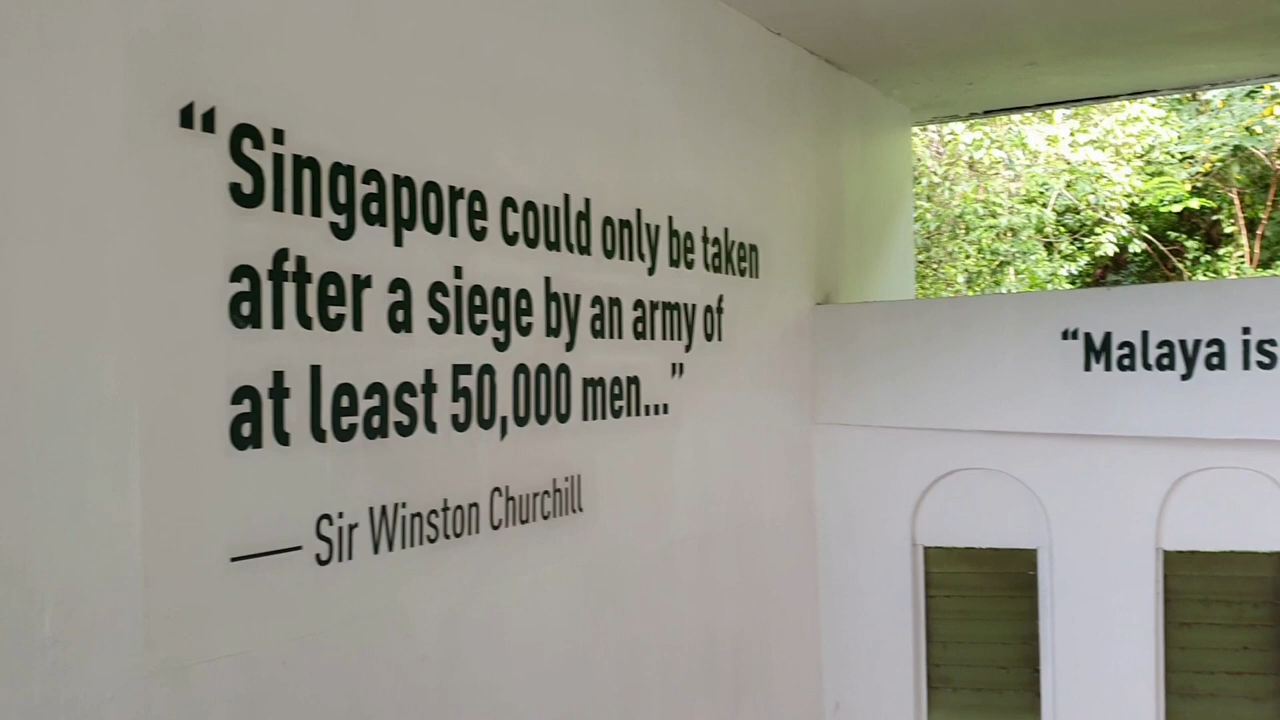 “Singapore could only be taken
after a siege by an army of
at least 50,000 men...”
— Sir Winston Churchill
“Malaya is